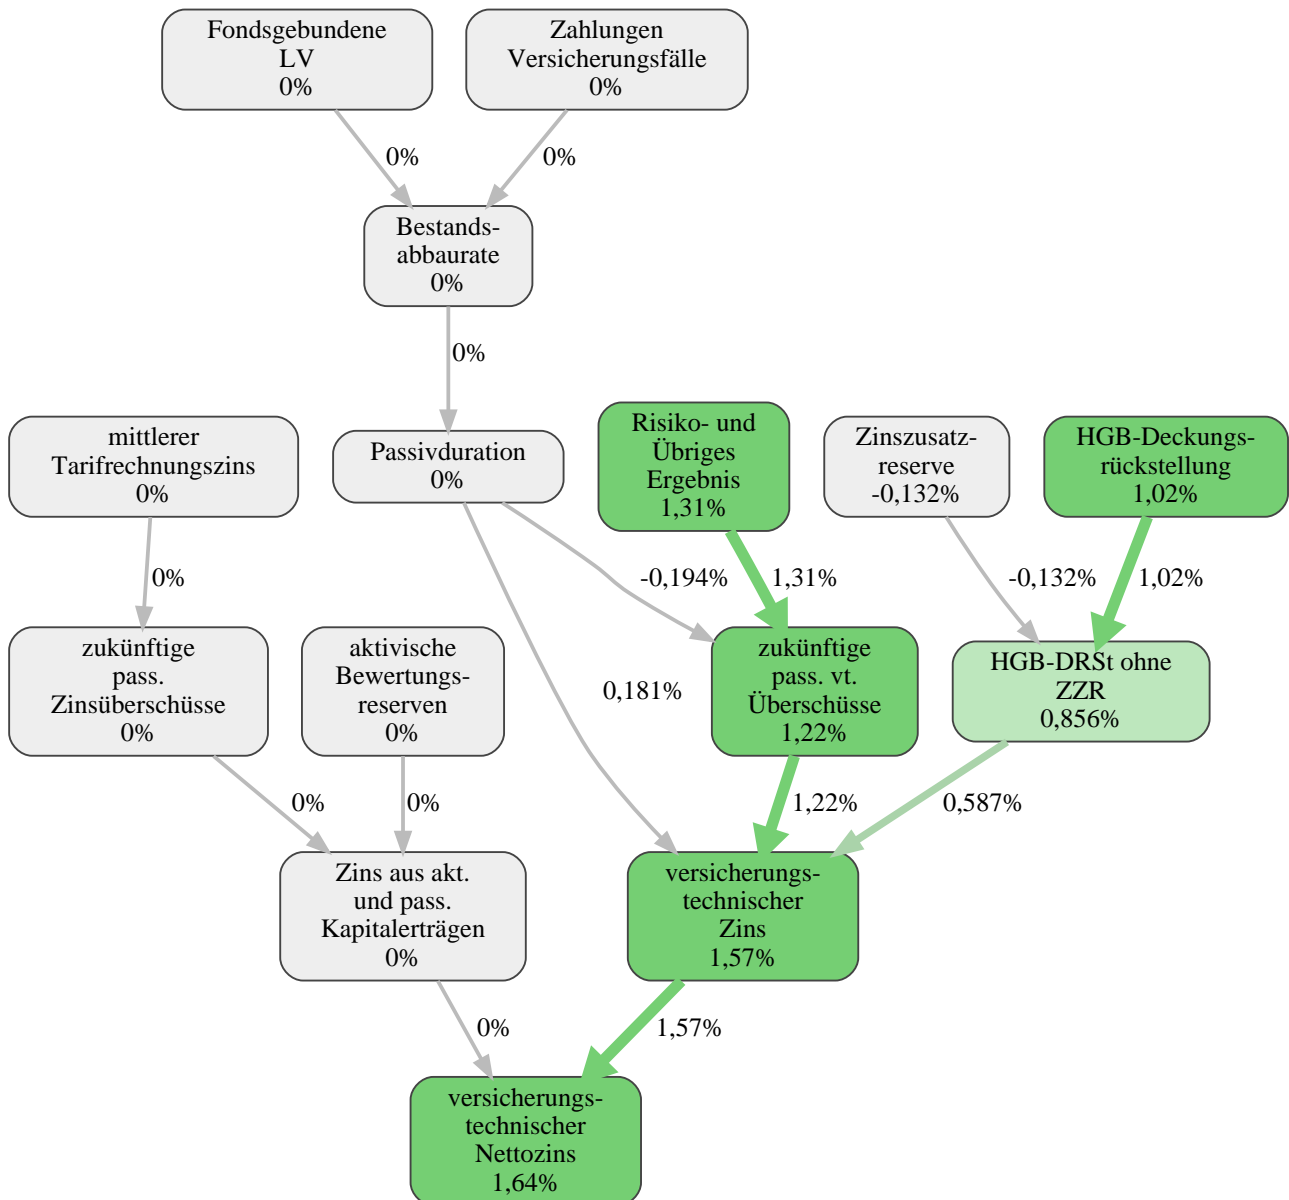 Fondsgebundene
LV
0%
Zahlungen
Versicherungsfälle
0%
0%
0%
Bestands-
abbaurate
0%
0%
mittlerer
Tarifrechnungszins
0%
Passivduration
0%
Risiko- und
Übriges
Ergebnis
1,31%
Zinszusatz-
reserve
-0,132%
HGB-Deckungs-
rückstellung
1,02%
0%
-0,194%
1,31%
-0,132%
1,02%
zukünftige
pass.
Zinsüberschüsse
0%
aktivische
Bewertungs-
reserven
0%
0,181%
zukünftige
pass. vt.
Überschüsse
1,22%
HGB-DRSt ohne
ZZR
0,856%
0%
0%
1,22%
0,587%
Zins aus akt.
und pass.
Kapitalerträgen
0%
versicherungs-
technischer
Zins
1,57%
0%
1,57%
versicherungs-
technischer
Nettozins
1,64%